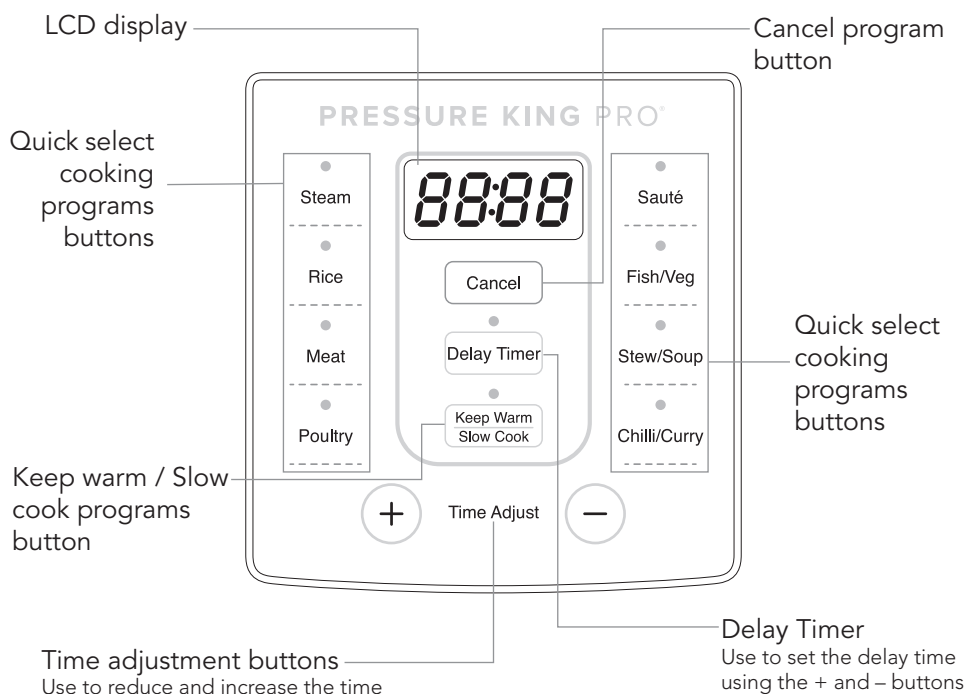 LCD display
Cancel program
button
PRESSURE KING PRO®
Quick select
cooking
programs
buttons
88:88
Steam
Rice
Meat
Poultry
Cancel
Delay Timer
Keep Warm
Slow Cook
Sauté
Fish/Veg
Stew/Soup
Chilli/Curry
Quick select
cooking
programs
buttons
Keep warm / Slow
cook programs
button
+ Time Adjust –
Time adjustment buttons
Use to reduce and increase the time
Delay Timer
Use to set the delay time
using the + and – buttons